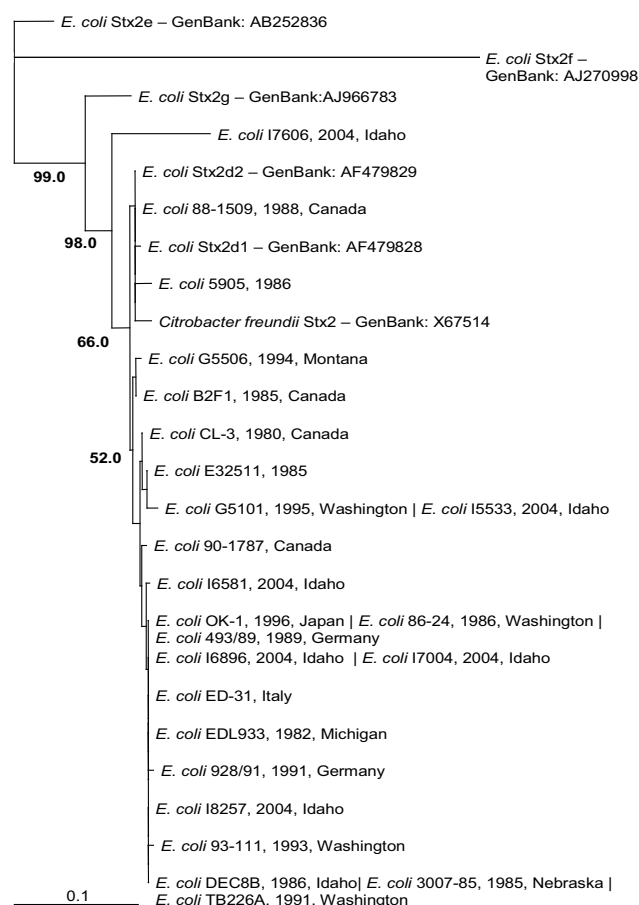 E. coli Stx2e – GenBank: AB252836
E. coli Stx2f –
GenBank: AJ270998
E. coli Stx2g – GenBank:AJ966783
E. coli I7606, 2004, Idaho
99.0
E. coli Stx2d2 – GenBank: AF479829
E. coli 88-1509, 1988, Canada
98.0
E. coli Stx2d1 – GenBank: AF479828
E. coli 5905, 1986
Citrobacter freundii Stx2 – GenBank: X67514
66.0
E. coli G5506, 1994, Montana
E. coli B2F1, 1985, Canada
E. coli CL-3, 1980, Canada
52.0
E. coli E32511, 1985
E. coli G5101, 1995, Washington | E. coli I5533, 2004, Idaho
E. coli 90-1787, Canada
E. coli I6581, 2004, Idaho
E. coli OK-1, 1996, Japan | E. coli 86-24, 1986, Washington |
E. coli 493/89, 1989, Germany
E. coli I6896, 2004, Idaho | E. coli I7004, 2004, Idaho
E. coli ED-31, Italy
E. coli EDL933, 1982, Michigan
E. coli 928/91, 1991, Germany
E. coli I8257, 2004, Idaho
E. coli 93-111, 1993, Washington
E. coli DEC8B, 1986, Idaho| E. coli 3007-85, 1985, Nebraska |
E. coli TB226A, 1991, Washington
0.1